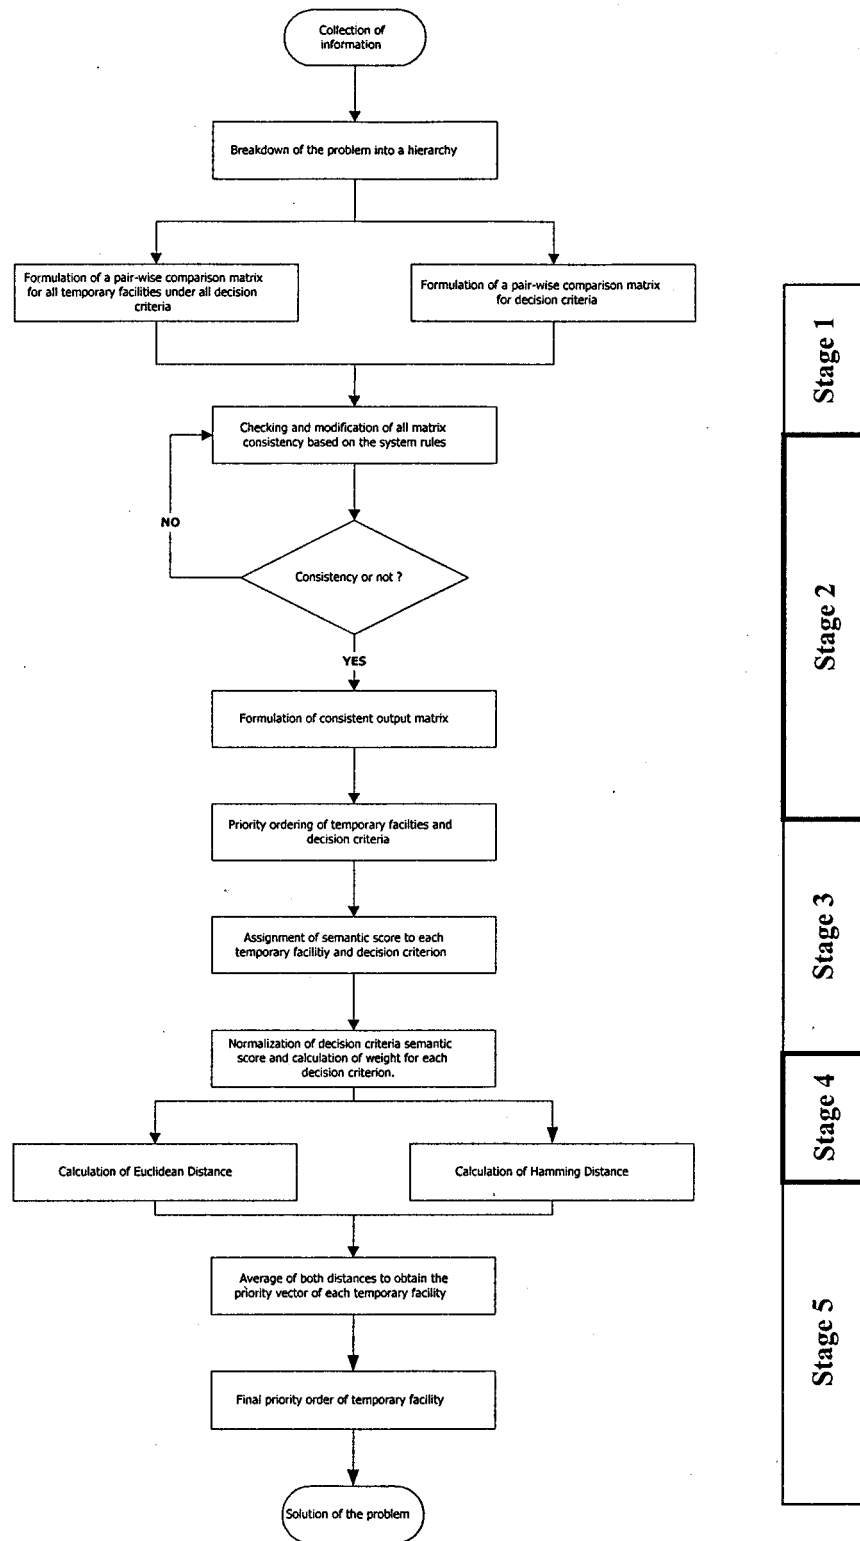 Collection of
information
Breakdown of the problem into a hierarchy
Formulation of a pair-wise comparison matrix
for all temporary facilities under all decision
criteria
Formulation of a pair-wise comparison matrix
for decision criteria
Stage 1
Checking and modification of all matrix
consistency based on the system rules
NO
Consistency or not ?
Stage 2
YES
Formulation of consistent output matrix
Priority ordering of temporary facilties and
decision criteria
Stage 3
Assignment of semantic score to each
temporary facilitiy and decision criterion
Normalization of decision criteria semantic
score and calculation of weight for each
decision criterion.
Stage 4
Calculation of Euclidean Distance
Calculation of Hamming Distance
Average of both distances to obtain the
priority vector of each temporary facility
Stage 5
Final priority order of temporary facility
Solution of the problem